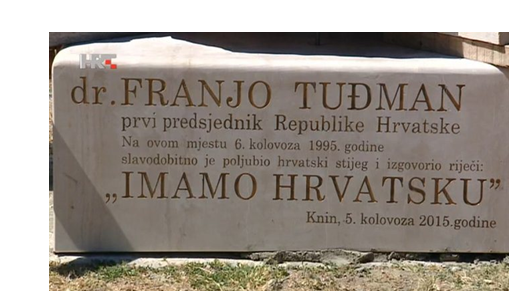 HRT
dr. FRANJO TUĐMAN
prvi predsjednik Republike Hrvatske
Na ovom mjestu 6. kolovoza 1995. godine
slavodobitno je poljubio hrvatski stijeg i izgovorio riječi:
„IMAMO HRVATSKU”
Knin, 5. kolovoza 2015.godine